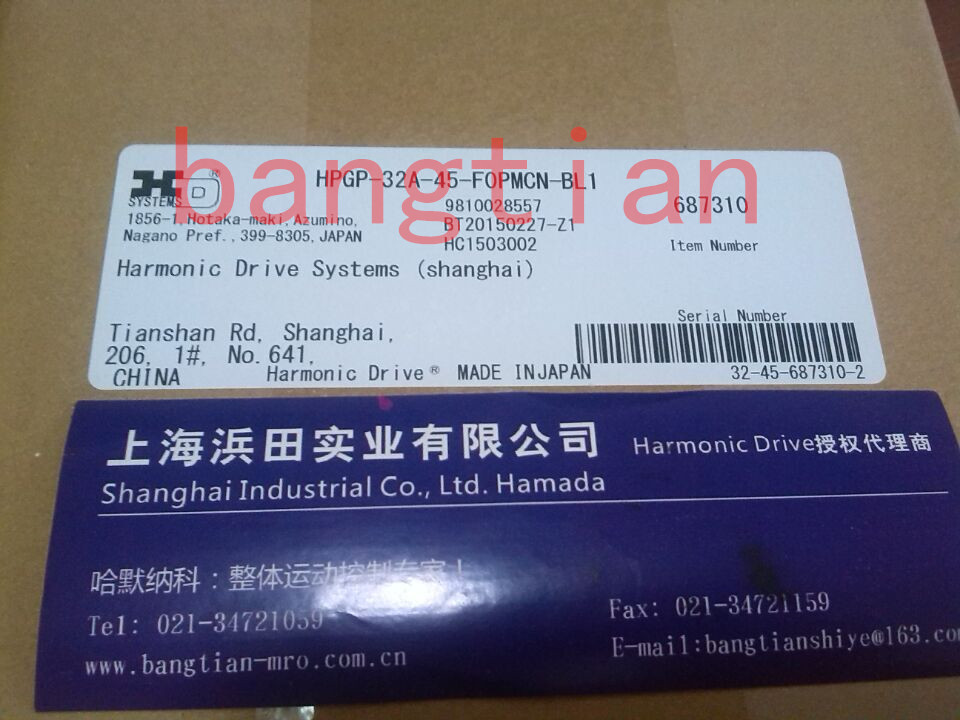 bangtian
HPGP-32A-45-F0PMCN-BL1
HD
SYSTEMS
®
9810028557
687310
1856-1,Hotaka-maki,Azumino,
BT20150227-Z1
Nagano Pref.,399-8305,JAPAN
HC1503002
Item Number
Harmonic Drive Systems (shanghai)
Serial Number
Tianshan Rd, Shanghai,
206, 1#, No.641,
CHINA
Harmonic Drive® MADE INJAPAN
32-45-687310-2
上海浜田实业有限公司
Harmonic Drive授权代理商
Shanghai Industrial Co., Ltd. Hamada
哈默纳科：整体运动控制专家！
Tel: 021-34721059
Fax: 021-34721159
www.bangtian-mro.com.cn
E-mail:bangtianshiye@163.co